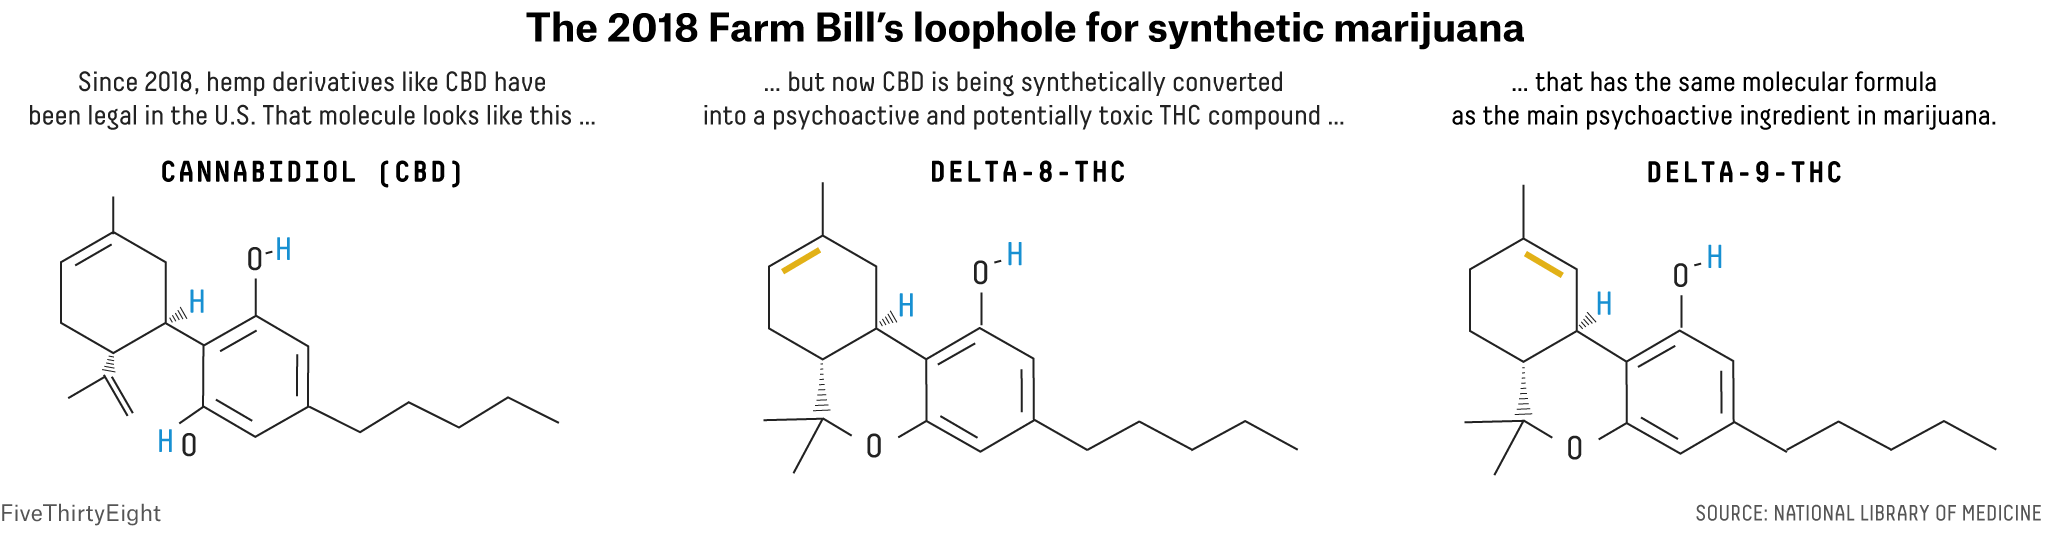 The 2018 Farm Bill's loophole for synthetic marijuana
Since 2018, hemp derivatives like CBD have
been legal in the U.S. That molecule looks like this ...
CANNABIDIOL (CBD)
O-H
H
H O
... but now CBD is being synthetically converted
into a psychoactive and potentially toxic THC compound ...
DELTA-8-THC
O-H
H
O
... that has the same molecular formula
as the main psychoactive ingredient in marijuana.
DELTA-9-THC
O-H
H
O
FiveThirtyEight
SOURCE: NATIONAL LIBRARY OF MEDICINE